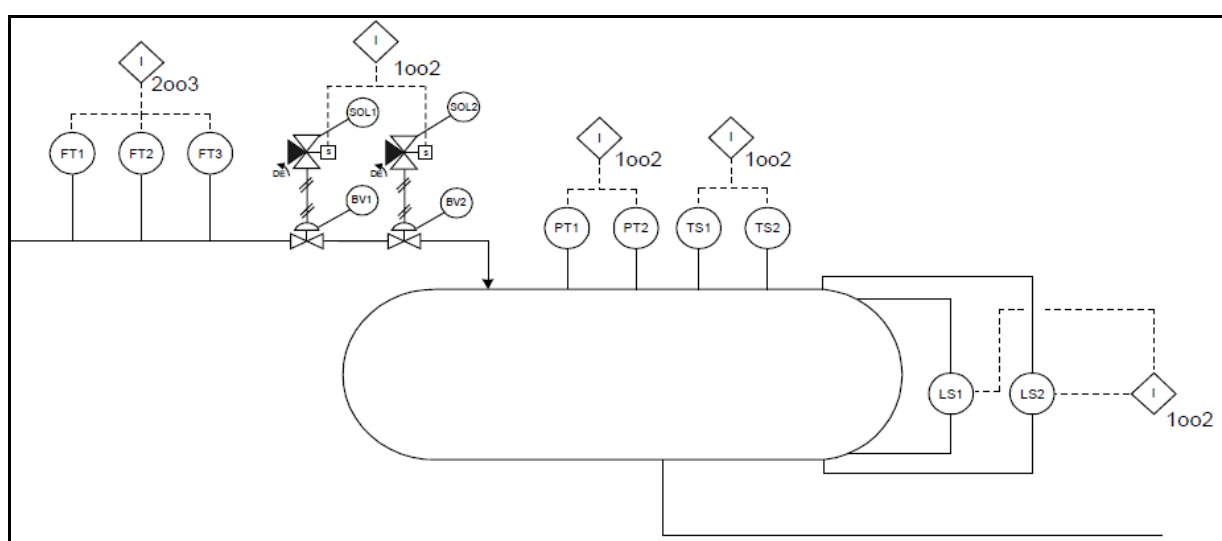 I
2oo3
FT1
FT2
FT3
I
1oo2
SOL1
SOL2
S
S
DE
DE
BV1
BV2
I
1oo2
I
1oo2
PT1
PT2
TS1
TS2
LS1
LS2
I
1oo2